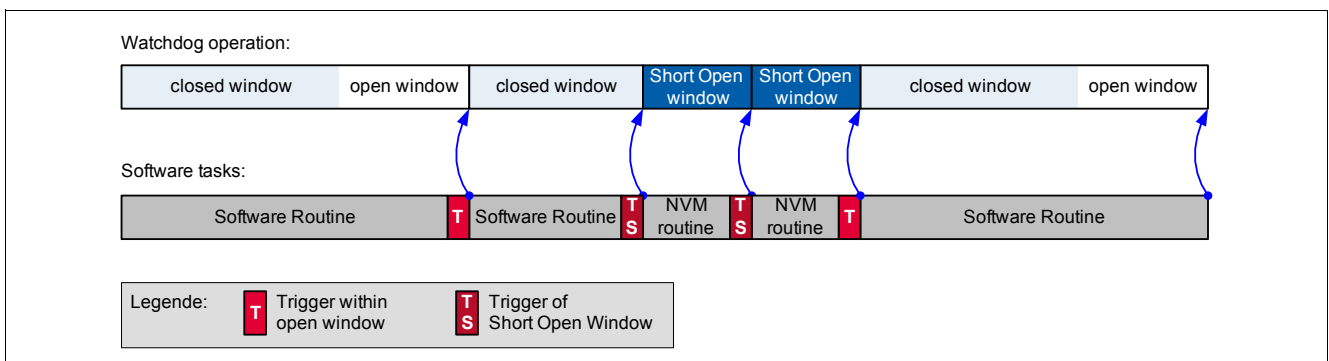 Watchdog operation:
closed window open window closed window Short Open window Short Open window closed window open window
Software tasks:
Software Routine T Software Routine T S NVM routine T S NVM routine T Software Routine
Legende: T Trigger within open window T S Trigger of Short Open Window